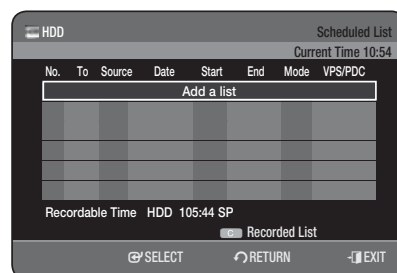 HDD Scheduled List
Current Time 10:54
No. To Source Date Start End Mode VPS/PDC
Add a list
Recordable Time HDD 105:44 SP
C Recorded List
SELECT RETURN EXIT